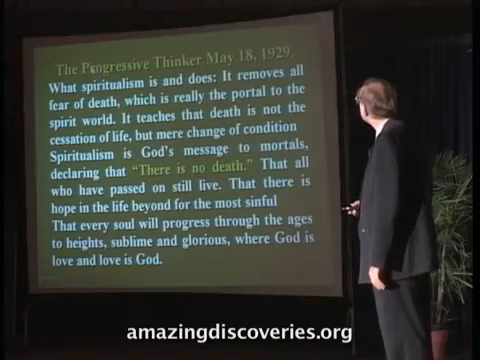 The Progressive Thinker May 18, 1929.
What spiritualism is and does: It removes all
fear of death, which is really the portal to the
spirit world. It teaches that death is not the
cessation of life, but mere change of condition
Spiritualism is God's message to mortals,
declaring that “There is no death.” That all
who have passed on still live. That there is
hope in the life beyond for the most sinful
That every soul will progress through the ages
to heights, sublime and glorious, where God is
love and love is God.
amazingdiscoveries.org